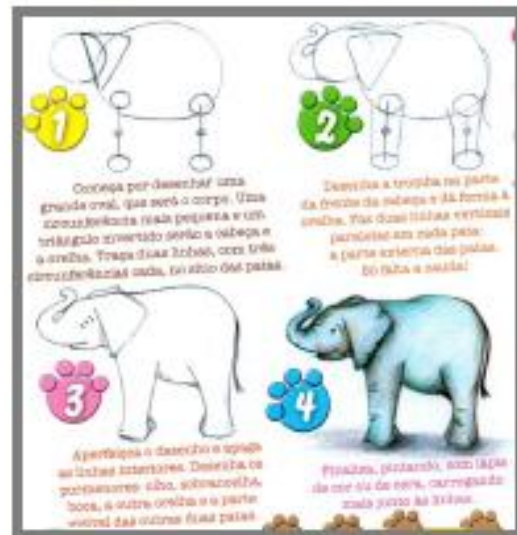 1
Começa por desenhar uma
grande oval, que será o corpo. Uma
circunferência mais pequena e um
triângulo invertido serão a cabeça e
a orelha. Traça duas linhas, com três
circunferências cada, no sítio das patas.
2
Desenha a tromba na parte
da frente da cabeça e dá forma à
orelha. Faz duas linhas verticais
paralelas em cada pata:
a parte externa das patas.
Só falta a cauda!
3
Aperfeiçoa o desenho e apaga
as linhas interiores. Desenha os
pormenores: olho, sobrancelha,
boca, a outra orelha e a parte
visível das outras duas patas.
4
Finaliza, pintando, com lápis
de cor ou de cera, carregando
mais junto às linhas.